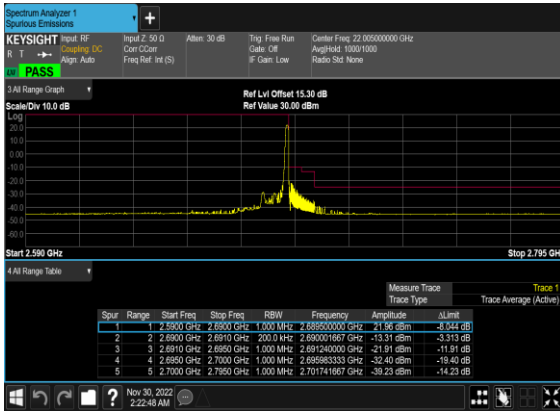 Spectrum Analyzer 1
Spurious Emissions
+
KEYSIGHT Input: RF Input Z: 50 Ω Atten: 30 dB Trig: Free Run Center Freq: 22.005000000 GHz
R T Coupling: DC Corr CCorr Gate: Off Avg|Hold: 1000/1000
Align: Auto Freq Ref: Int (S) IF Gain: Low Radio Std: None
PASS
3 All Range Graph
Ref Lvl Offset 15.30 dB
Scale/Div 10.0 dB Ref Value 30.00 dBm
Log
20.0
10.0
0.00
-10.0
-20.0
-30.0
-40.0
-50.0
-60.0
Start 2.590 GHz Stop 2.795 GH
4 All Range Table
Measure Trace Trace 1
Trace Type Trace Average (Active)
Spur Range Start Freq Stop Freq RBW Frequency Amplitude ΔLimit
1 1 2.5900 GHz 2.6900 GHz 1.000 MHz 2.689500000 GHz 21.96 dBm -8.044 dB
2 2 2.6900 GHz 2.6910 GHz 200.0 kHz 2.690001667 GHz -13.31 dBm -3.313 dB
3 3 2.6910 GHz 2.6950 GHz 1.000 MHz 2.691240000 GHz -21.91 dBm -11.91 dB
4 4 2.6950 GHz 2.7000 GHz 1.000 MHz 2.695983333 GHz -32.40 dBm -19.40 dB
5 5 2.7000 GHz 2.7950 GHz 1.000 MHz 2.701741667 GHz -39.23 dBm -14.23 dB
? Nov 30, 2022
2:22:48 AM